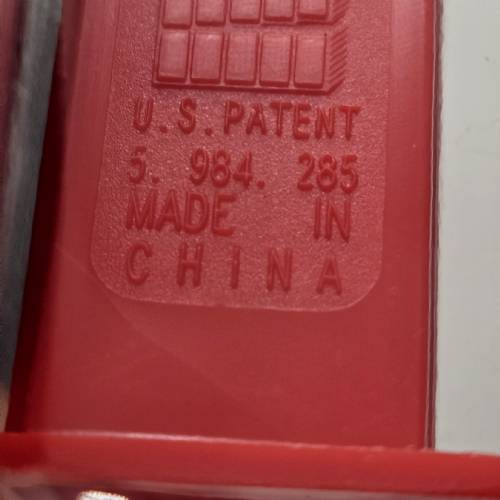 U.S. PATENT
5. 984. 285
MADE IN
CHINA